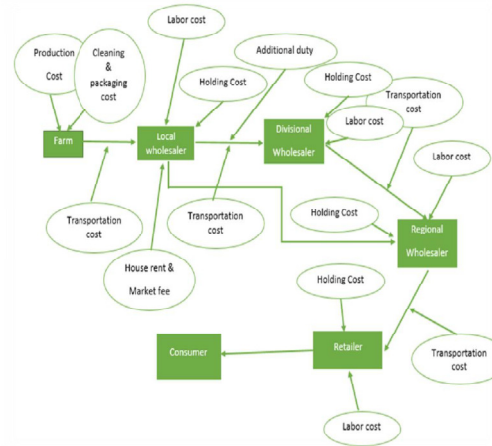 Labor cost
Production
Cost
Cleaning
&
packaging
cost
Additional duty
Holding Cost
Holding Cost
Transportation
cost
Farm
Local
wholesaler
Divisional
Wholesaler
Labor cost
Labor cost
Transportation
cost
Transportation
cost
Holding Cost
Regional
Wholesaler
House rent &
Market fee
Holding Cost
Consumer
Retailer
Transportation
cost
Labor cost